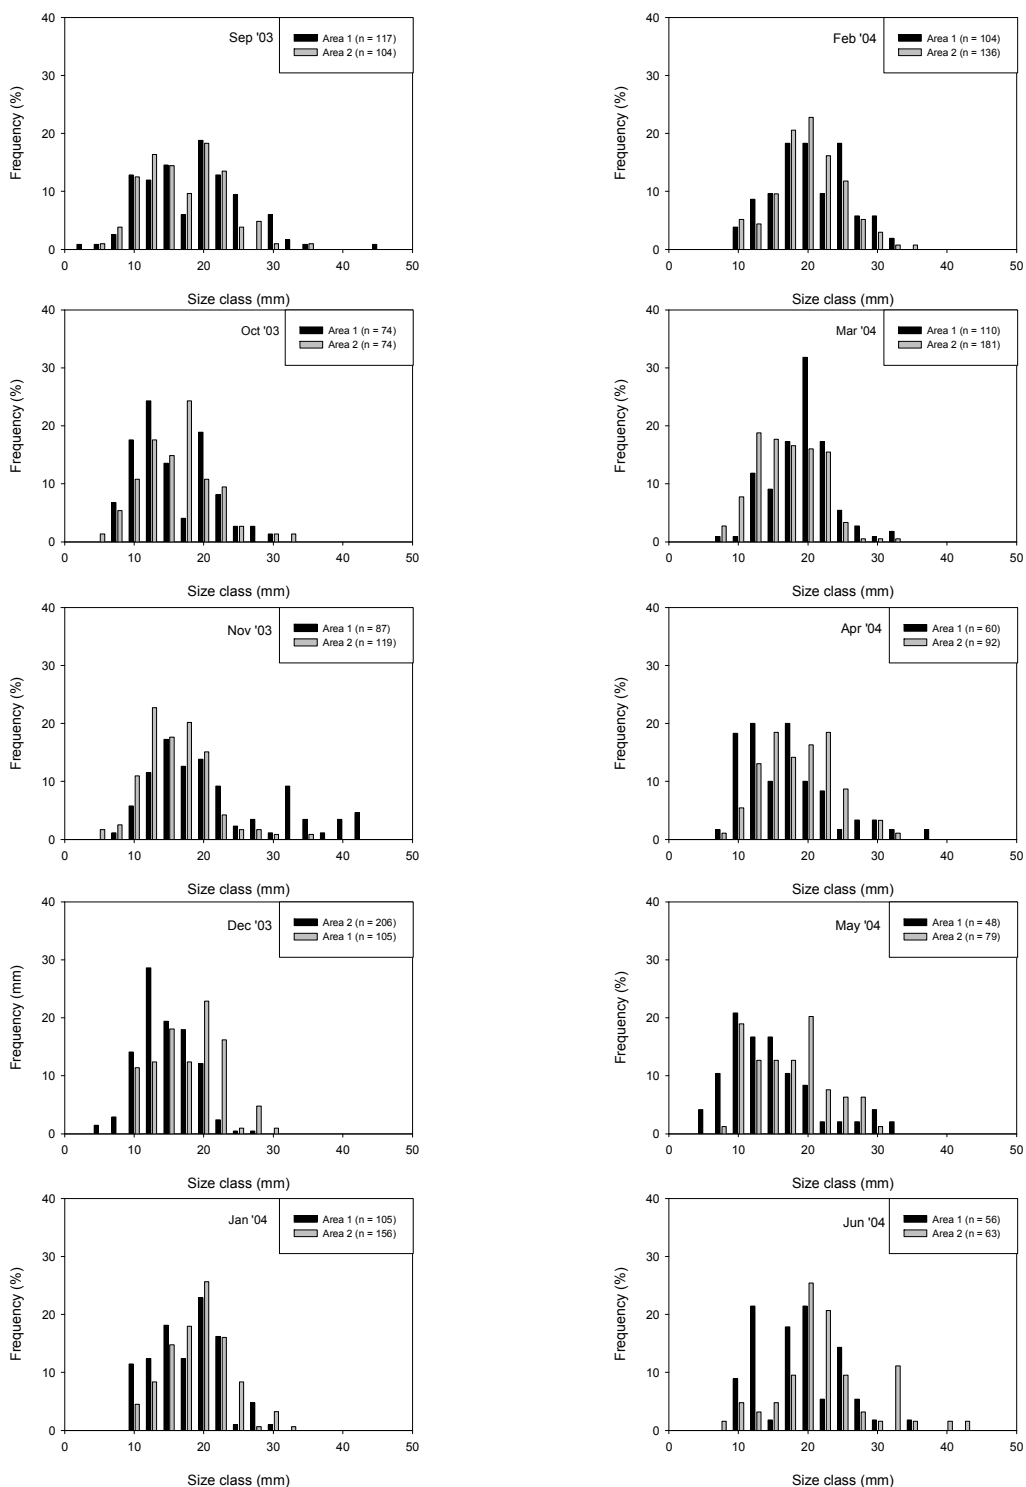 Sep '03
Area 1 (n = 117)
Area 2 (n = 104)
Frequency (%)
40
30
20
10
0
0 10 20 30 40 50
Size class (mm)
Feb '04
Area 1 (n = 104)
Area 2 (n = 136)
Frequency (%)
40
30
20
10
0
0 10 20 30 40 50
Size class (mm)
Oct '03
Area 1 (n = 74)
Area 2 (n = 74)
Frequency (%)
40
30
20
10
0
0 10 20 30 40 50
Size class (mm)
Mar '04
Area 1 (n = 110)
Area 2 (n = 181)
Frequency (%)
40
30
20
10
0
0 10 20 30 40 50
Size class (mm)
Nov '03
Area 1 (n = 87)
Area 2 (n = 119)
Frequency (%)
40
30
20
10
0
0 10 20 30 40 50
Size class (mm)
Apr '04
Area 1 (n = 60)
Area 2 (n = 92)
Frequency (%)
40
30
20
10
0
0 10 20 30 40 50
Size class (mm)
Dec '03
Area 2 (n = 206)
Area 1 (n = 105)
Frequency (mm)
40
30
20
10
0
0 10 20 30 40 50
Size class (mm)
May '04
Area 1 (n = 48)
Area 2 (n = 79)
Frequency (%)
40
30
20
10
0
0 10 20 30 40 50
Size class (mm)
Jan '04
Area 1 (n = 105)
Area 2 (n = 156)
Frequency (%)
40
30
20
10
0
0 10 20 30 40 50
Size class (mm)
Jun '04
Area 1 (n = 56)
Area 2 (n = 63)
Frequency (%)
40
30
20
10
0
0 10 20 30 40 50
Size class (mm)